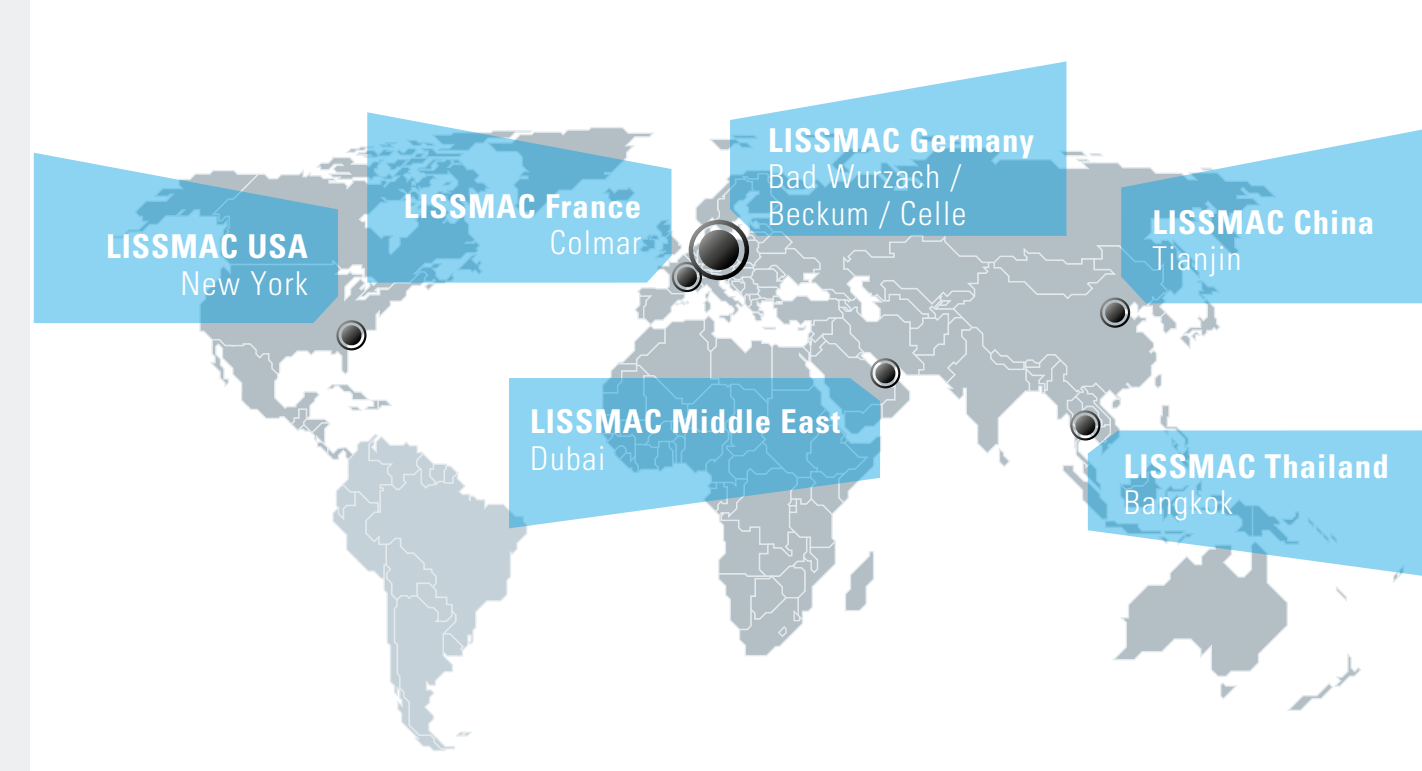 LISSMAC Germany
Bad Wurzach /
Beckum / Celle
LISSMAC France
Colmar
LISSMAC China
Tianjin
LISSMAC USA
New York
LISSMAC Middle East
Dubai
LISSMAC Thailand
Bangkok